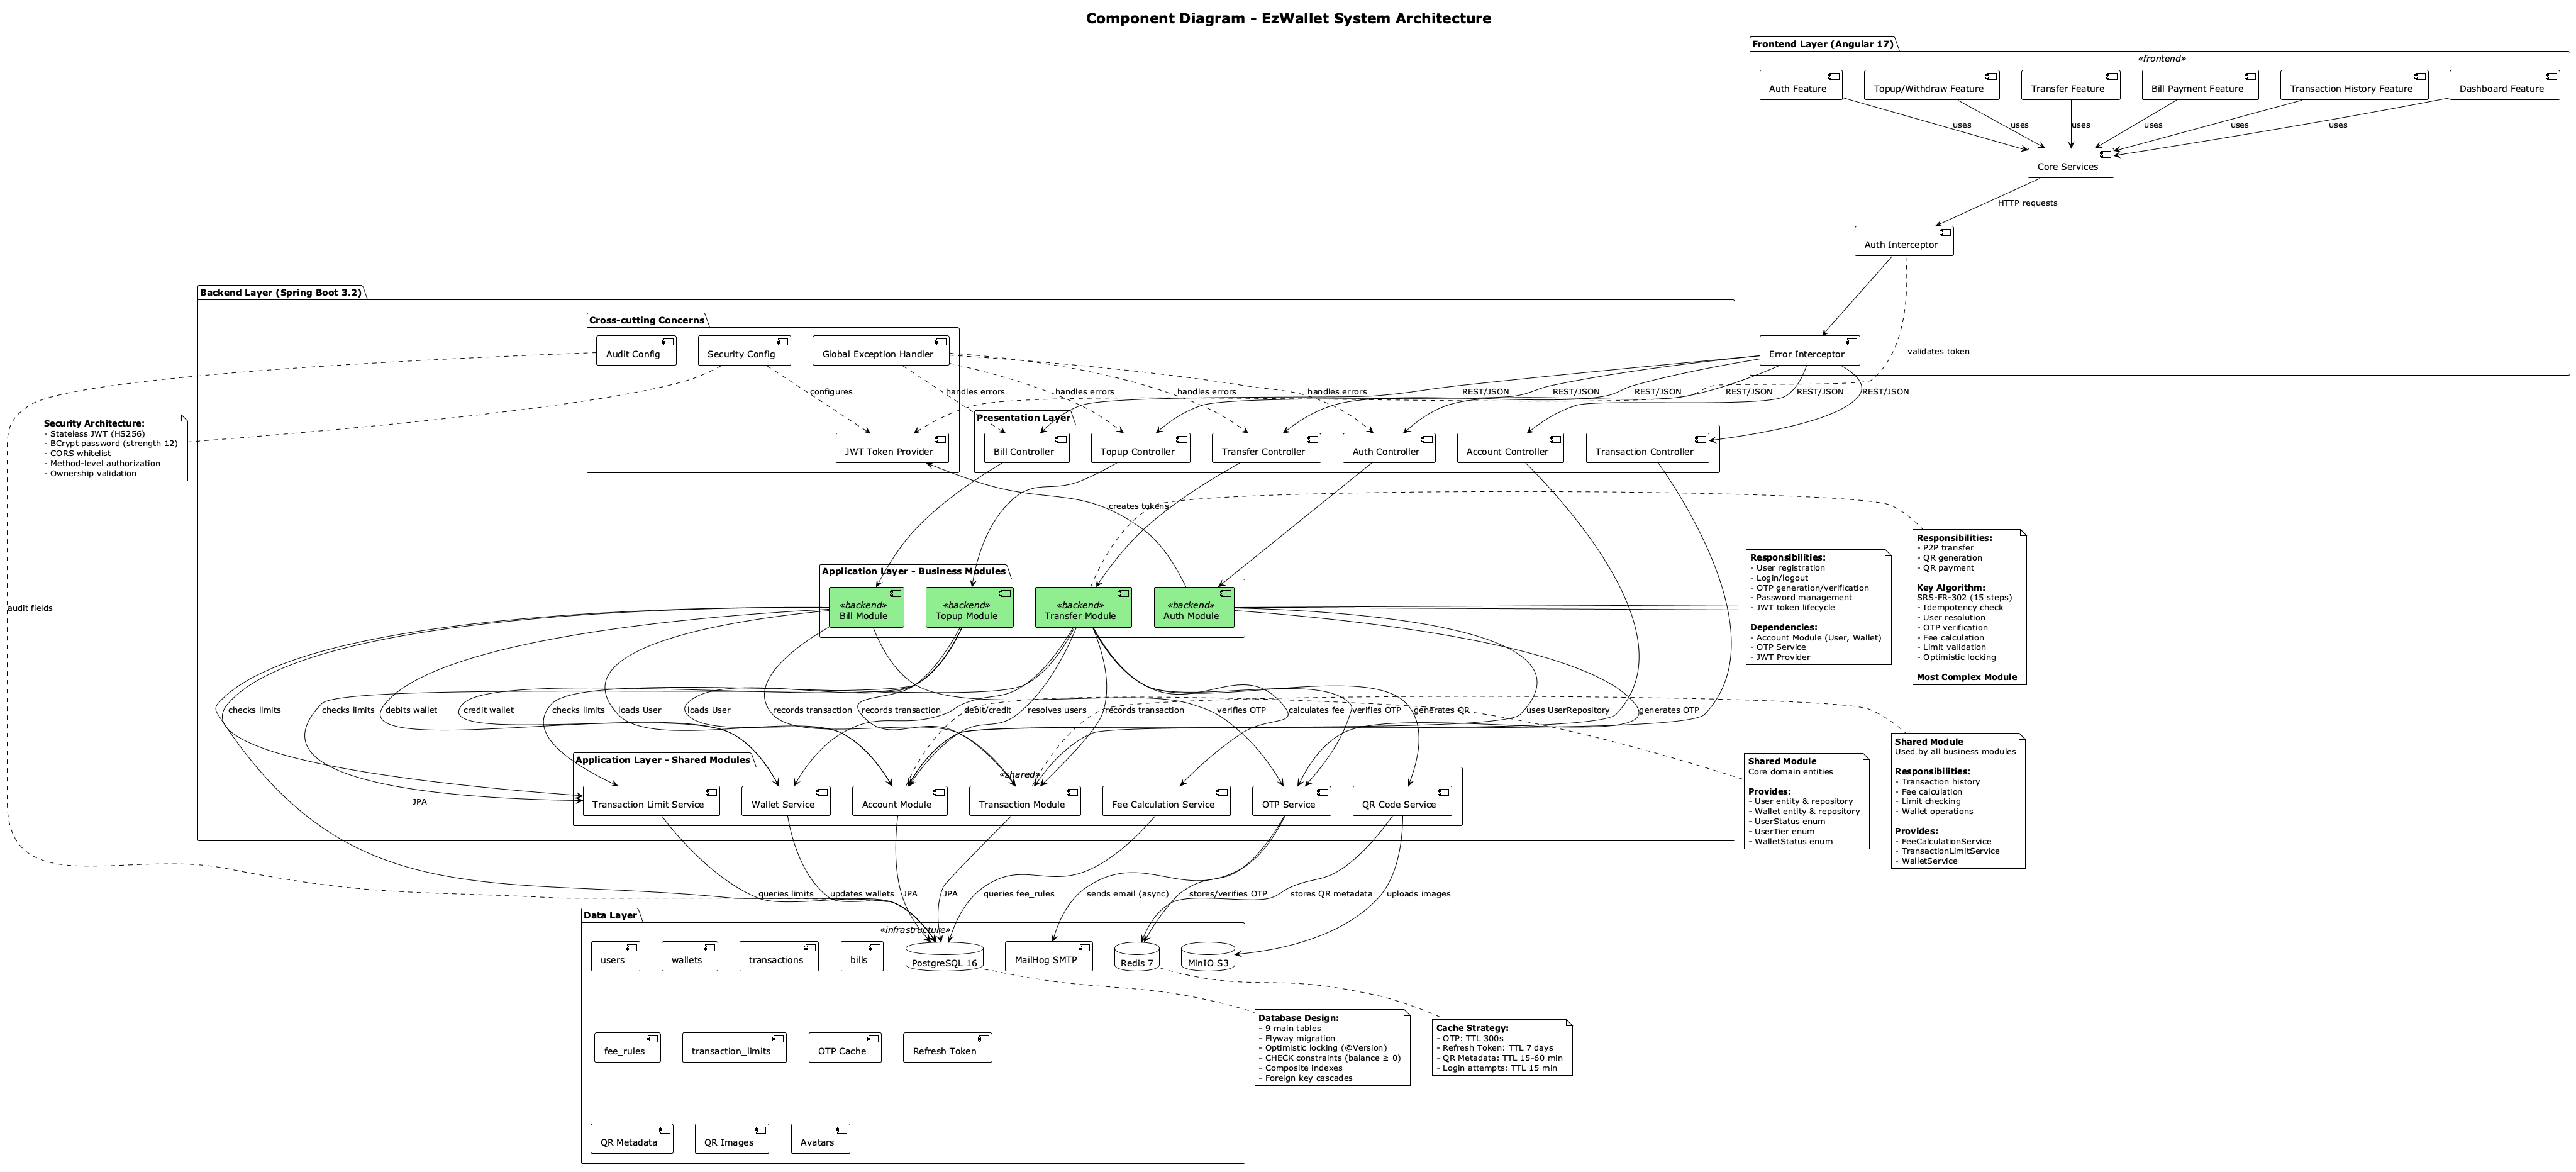 Component Diagram - EzWallet System Architecture
Frontend Layer (Angular 17)
«frontend»
Auth Feature
Topup/Withdraw Feature
Transfer Feature
Bill Payment Feature
Transaction History Feature
Dashboard Feature
uses
uses
uses
uses
uses
uses
Core Services
HTTP requests
Auth Interceptor
Error Interceptor
validates token
Backend Layer (Spring Boot 3.2)
Cross-cutting Concerns
Audit Config
Security Config
Global Exception Handler
configures
handles errors
handles errors
handles errors
handles errors
REST/JSON
REST/JSON
REST/JSON
REST/JSON
REST/JSON
REST/JSON
JWT Token Provider
Presentation Layer
Bill Controller
Topup Controller
Transfer Controller
Auth Controller
Account Controller
Transaction Controller
Security Architecture:
- Stateless JWT (HS256)
- BCrypt password (strength 12)
- CORS whitelist
- Method-level authorization
- Ownership validation
creates tokens
audit fields
Application Layer - Business Modules
«backend»
Bill Module
«backend»
Topup Module
«backend»
Transfer Module
«backend»
Auth Module
Responsibilities:
- User registration
- Login/logout
- OTP generation/verification
- Password management
- JWT token lifecycle
Dependencies:
- Account Module (User, Wallet)
- OTP Service
- JWT Provider
Responsibilities:
- P2P transfer
- QR generation
- QR payment
Key Algorithm:
SRS-FR-302 (15 steps)
- Idempotency check
- User resolution
- OTP verification
- Fee calculation
- Limit validation
- Optimistic locking
Most Complex Module
checks limits
checks limits
debits wallet
credit wallet
checks limits
loads User
loads User
records transaction
records transaction
debit/credit
resolves users
records transaction
verifies OTP
calculates fee
verifies OTP
generates QR
uses UserRepository
generates OTP
Application Layer - Shared Modules
«shared»
Transaction Limit Service
Wallet Service
Account Module
Transaction Module
Fee Calculation Service
OTP Service
QR Code Service
JPA
Shared Module
Core domain entities
Provides:
- User entity & repository
- Wallet entity & repository
- UserStatus enum
- UserTier enum
- WalletStatus enum
Shared Module
Used by all business modules
Responsibilities:
- Transaction history
- Fee calculation
- Limit checking
- Wallet operations
Provides:
- FeeCalculationService
- TransactionLimitService
- WalletService
queries limits
updates wallets
JPA
JPA
queries fee_rules
sends email (async)
stores/verifies OTP
stores QR metadata
uploads images
Data Layer
«infrastructure»
users
wallets
transactions
bills
PostgreSQL 16
MailHog SMTP
Redis 7
MinIO S3
fee_rules
transaction_limits
OTP Cache
Refresh Token
QR Metadata
QR Images
Avatars
Database Design:
- 9 main tables
- Flyway migration
- Optimistic locking (@Version)
- CHECK constraints (balance ≥ 0)
- Composite indexes
- Foreign key cascades
Cache Strategy:
- OTP: TTL 300s
- Refresh Token: TTL 7 days
- QR Metadata: TTL 15-60 min
- Login attempts: TTL 15 min